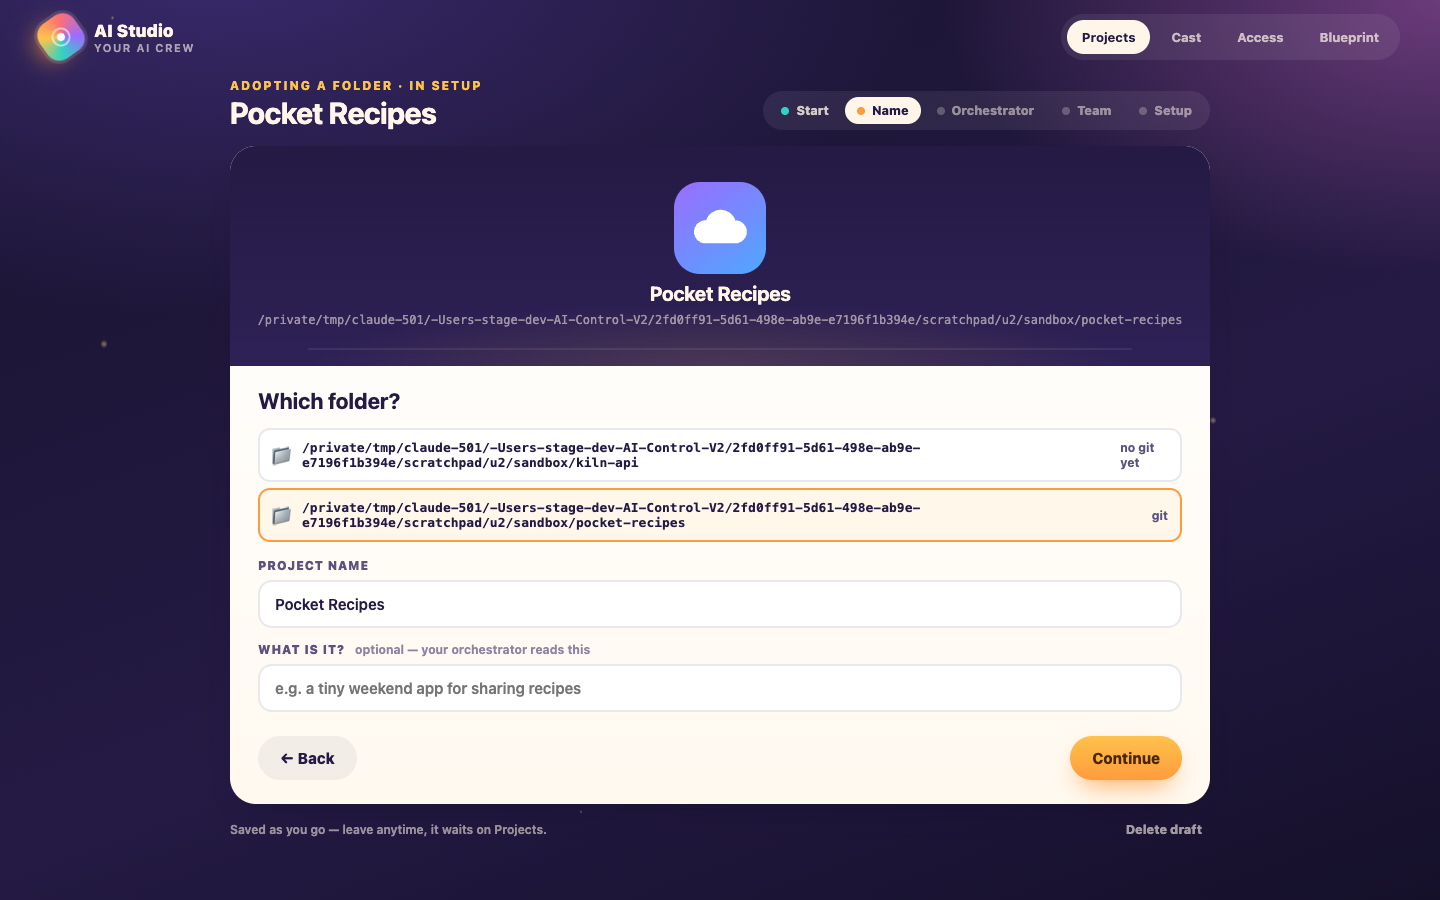 AI Studio
YOUR AI CREW
Projects
Cast
Access
Blueprint
ADOPTING A FOLDER · IN SETUP
Pocket Recipes
Start
Name
Orchestrator
Team
Setup
Pocket Recipes
/private/tmp/claude-501/-Users-stage-dev-AI-Control-V2/2fd0ff91-5d61-498e-ab9e-e7196f1b394e/scratchpad/u2/sandbox/pocket-recipes
Which folder?
/private/tmp/claude-501/-Users-stage-dev-AI-Control-V2/2fd0ff91-5d61-498e-ab9e-
e7196f1b394e/scratchpad/u2/sandbox/kiln-api
no git
yet
/private/tmp/claude-501/-Users-stage-dev-AI-Control-V2/2fd0ff91-5d61-498e-ab9e-
e7196f1b394e/scratchpad/u2/sandbox/pocket-recipes
git
PROJECT NAME
Pocket Recipes
WHAT IS IT? optional — your orchestrator reads this
e.g. a tiny weekend app for sharing recipes
← Back
Continue
Saved as you go — leave anytime, it waits on Projects.
Delete draft